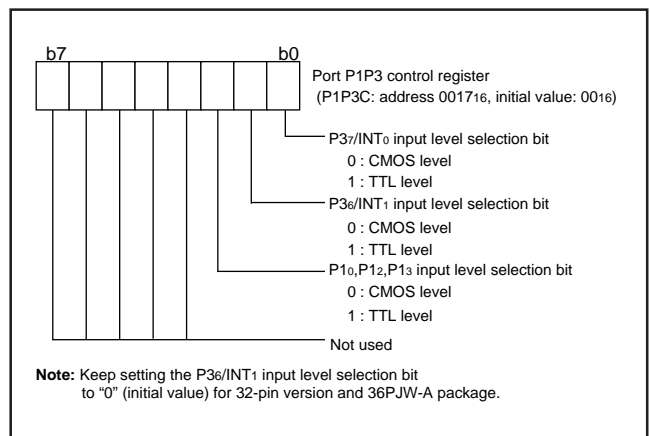 b7 b0
Port P1P3 control register
(P1P3C: address 0017₁₆, initial value: 00₁₆)
P3₇/INT₀ input level selection bit
0 : CMOS level
1 : TTL level
P3₆/INT₁ input level selection bit
0 : CMOS level
1 : TTL level
P1₀,P1₂,P1₃ input level selection bit
0 : CMOS level
1 : TTL level
Not used
Note: Keep setting the P3₆/INT₁ input level selection bit
to “0” (initial value) for 32-pin version and 36PJW-A package.